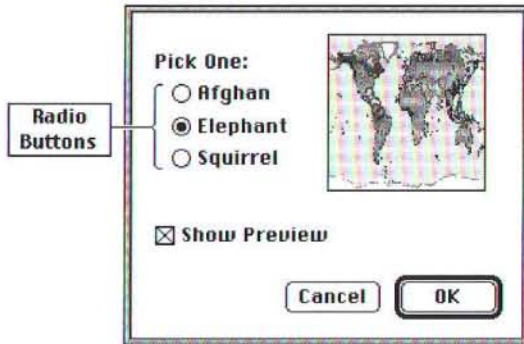 Pick One:
Afghan
Radio
Buttons
Elephant
Squirrel
Show Preview
Cancel
OK